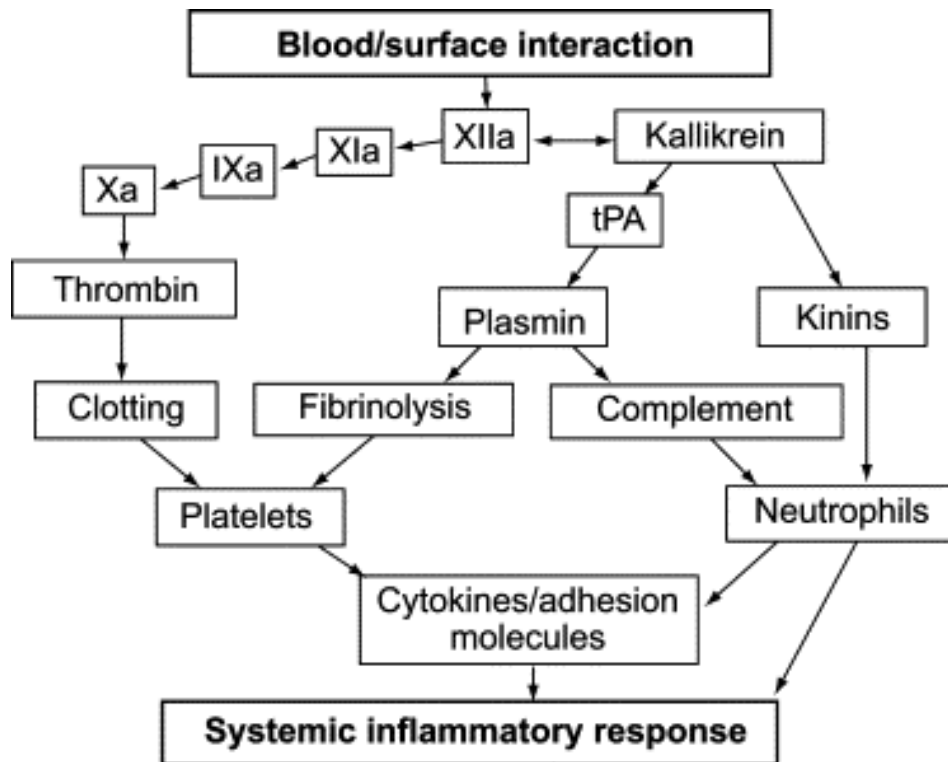 Blood/surface interaction
XIIa
Kallikrein
XIa
IXa
Xa
tPA
Thrombin
Plasmin
Kinins
Clotting
Fibrinolysis
Complement
Platelets
Neutrophils
Cytokines/adhesion
molecules
Systemic inflammatory response